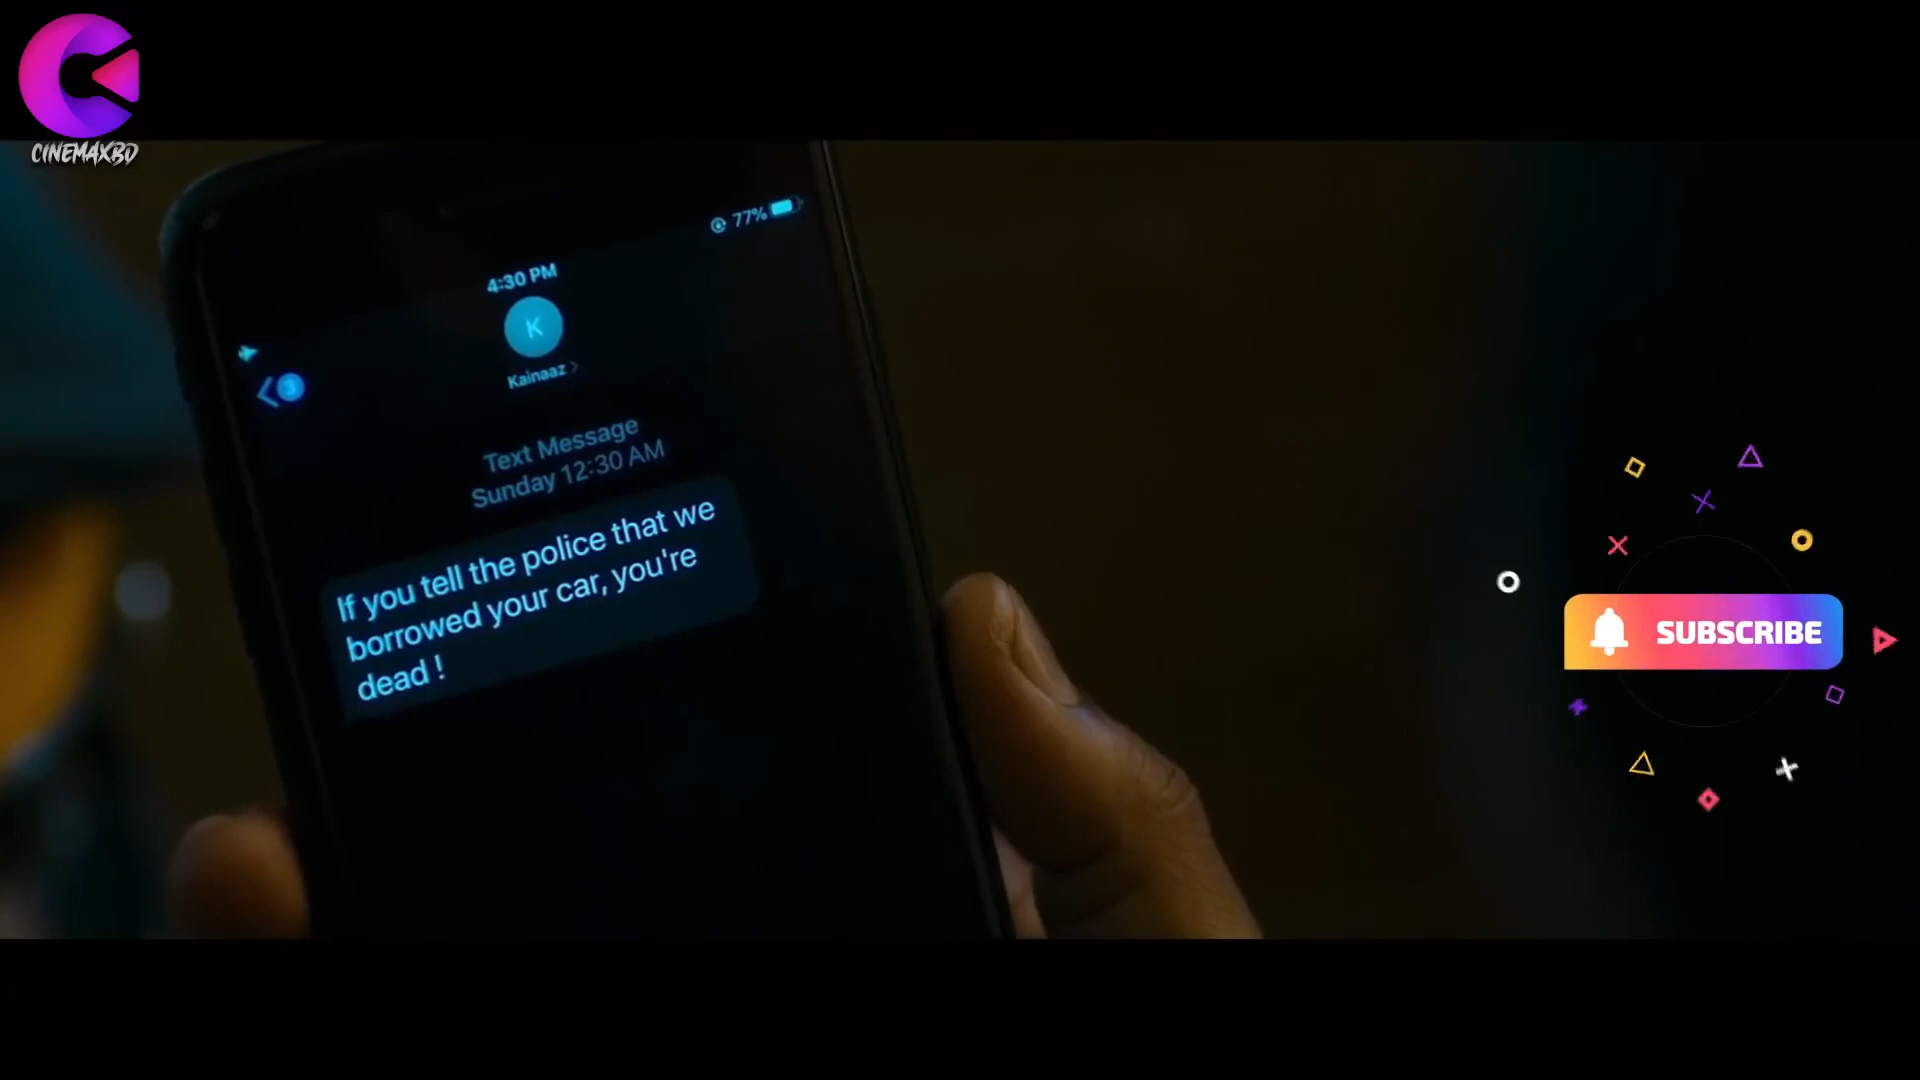 CINEMAXBD
77%
4:30 PM
K
3
Kainaaz >
Text Message
Sunday 12:30 AM
If you tell the police that we
borrowed your car, you're
dead !
SUBSCRIBE